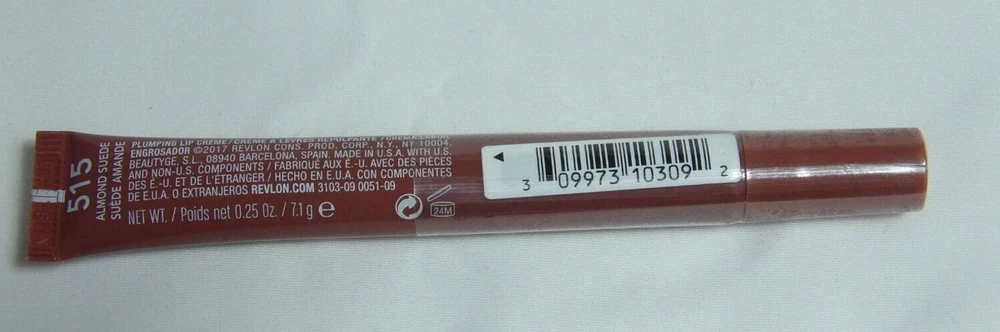 515
ALMOND SUEDE
SUÈDE AMANDE
PLUMPING LIP CRÈME / CRÈME À LÈVRES REPULPANTE / CREMA LABIAL
ENGROSADOR ©2017 REVLON CONS. PROD. CORP., N.Y., NY 10004.
BEAUTYGE, S.L., 08940 BARCELONA, SPAIN. MADE IN U.S.A. WITH U.S.
AND NON-U.S. COMPONENTS / FABRIQUÉ AUX É.-U. AVEC DES PIÈCES
DES É.-U. ET DE L'ÉTRANGER / HECHO EN E.U.A. CON COMPONENTES
DE E.U.A. O EXTRANJEROS REVLON.COM 3103-09 0051-09
NET WT. / Poids net 0.25 Oz. / 7.1 g ℮
24M
3 09973 10309 2